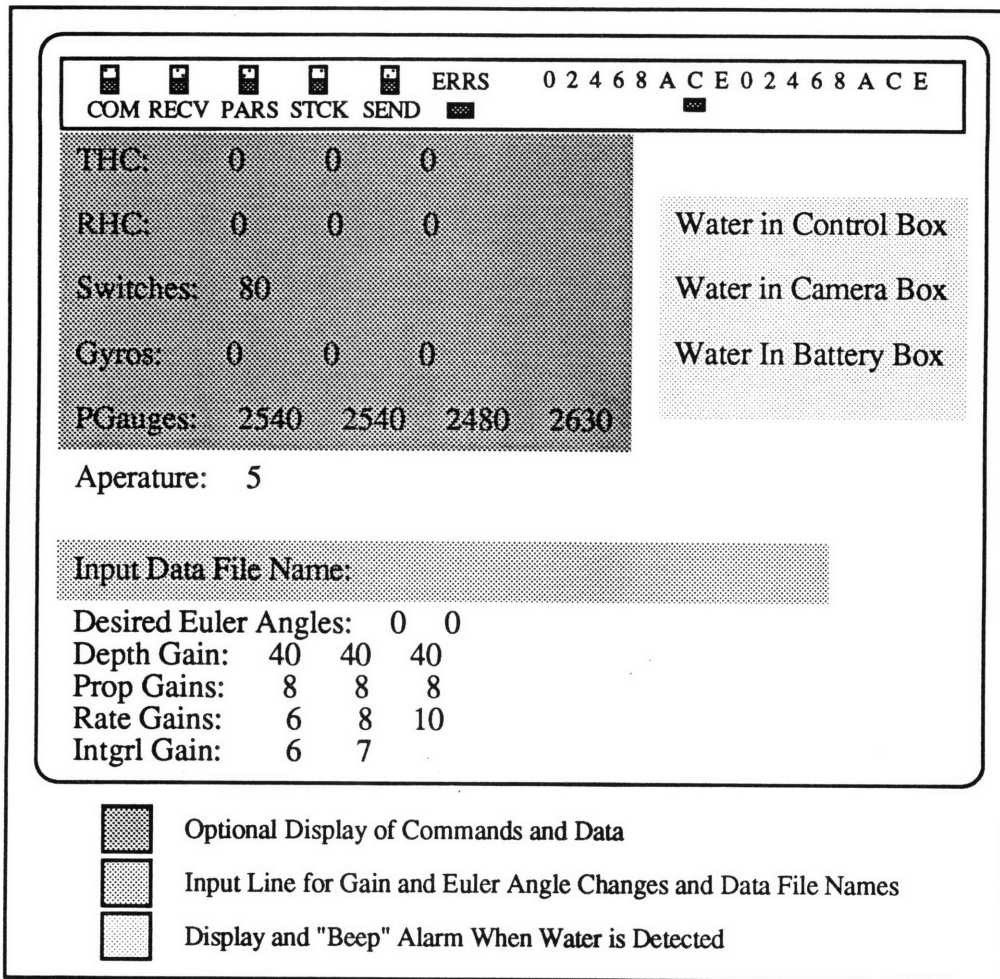 ERRS 0 2 4 6 8 A C E 0 2 4 6 8 A C E
COM RECV PARS STCK SEND
THC: 0 0 0
RHC: 0 0 0
Switches: 80
Gyros: 0 0 0
PGauges: 2540 2540 2480 2630
Water in Control Box
Water in Camera Box
Water In Battery Box
Aperature: 5
Input Data File Name:
Desired Euler Angles: 0 0
Depth Gain: 40 40 40
Prop Gains: 8 8 8
Rate Gains: 6 8 10
Intgrl Gain: 6 7
Optional Display of Commands and Data
Input Line for Gain and Euler Angle Changes and Data File Names
Display and "Beep" Alarm When Water is Detected